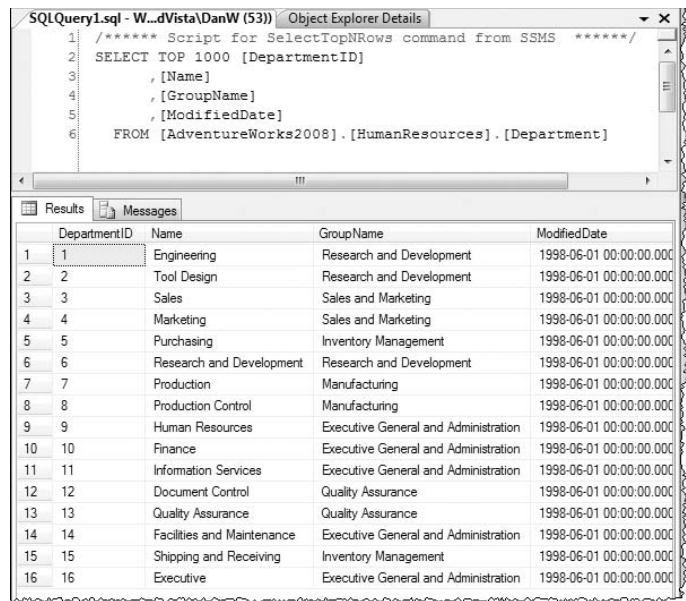 SQLQuery1.sql - W...dVista\DanW (53)) Object Explorer Details
1 /****** Script for SelectTopNRows command from SSMS ******/
2 SELECT TOP 1000 [DepartmentID]
3 ,[Name]
4 ,[GroupName]
5 ,[ModifiedDate]
6 FROM [AdventureWorks2008].[HumanResources].[Department]
Results Messages
DepartmentID Name GroupName ModifiedDate
1 1 Engineering Research and Development 1998-06-01 00:00:00.000
2 2 Tool Design Research and Development 1998-06-01 00:00:00.000
3 3 Sales Sales and Marketing 1998-06-01 00:00:00.000
4 4 Marketing Sales and Marketing 1998-06-01 00:00:00.000
5 5 Purchasing Inventory Management 1998-06-01 00:00:00.000
6 6 Research and Development Research and Development 1998-06-01 00:00:00.000
7 7 Production Manufacturing 1998-06-01 00:00:00.000
8 8 Production Control Manufacturing 1998-06-01 00:00:00.000
9 9 Human Resources Executive General and Administration 1998-06-01 00:00:00.000
10 10 Finance Executive General and Administration 1998-06-01 00:00:00.000
11 11 Information Services Executive General and Administration 1998-06-01 00:00:00.000
12 12 Document Control Quality Assurance 1998-06-01 00:00:00.000
13 13 Quality Assurance Quality Assurance 1998-06-01 00:00:00.000
14 14 Facilities and Maintenance Executive General and Administration 1998-06-01 00:00:00.000
15 15 Shipping and Receiving Inventory Management 1998-06-01 00:00:00.000
16 16 Executive Executive General and Administration 1998-06-01 00:00:00.000